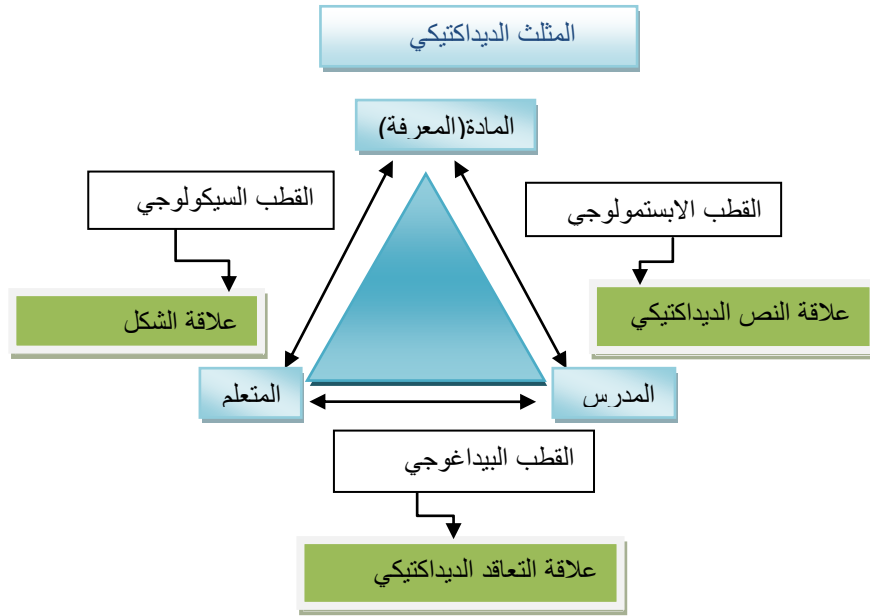 المثلث الديداكتيكي
المادة(المعرفة)
القطب السيكولوجي
القطب الابستمولوجي
علاقة الشكل
علاقة النص الديداكتيكي
المتعلم
المدرس
القطب البيداغوجي
علاقة التعاقد الديداكتيكي